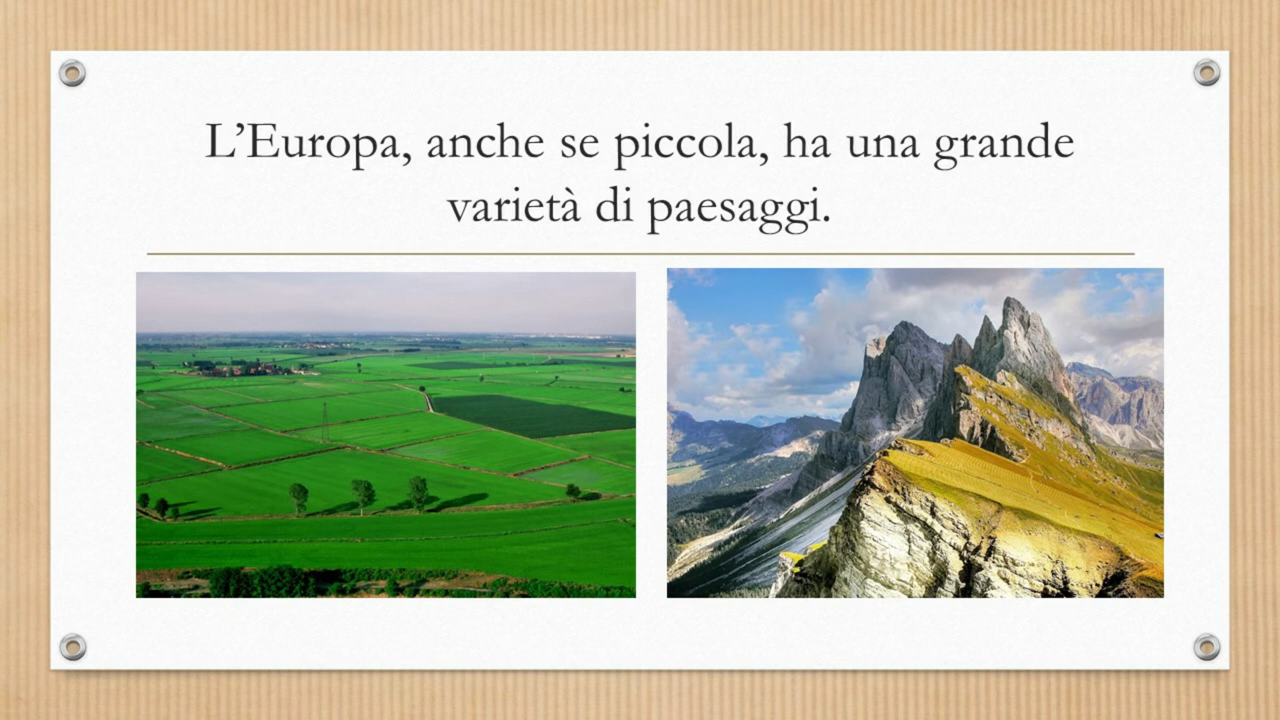 L’Europa, anche se piccola, ha una grande
varietà di paesaggi.